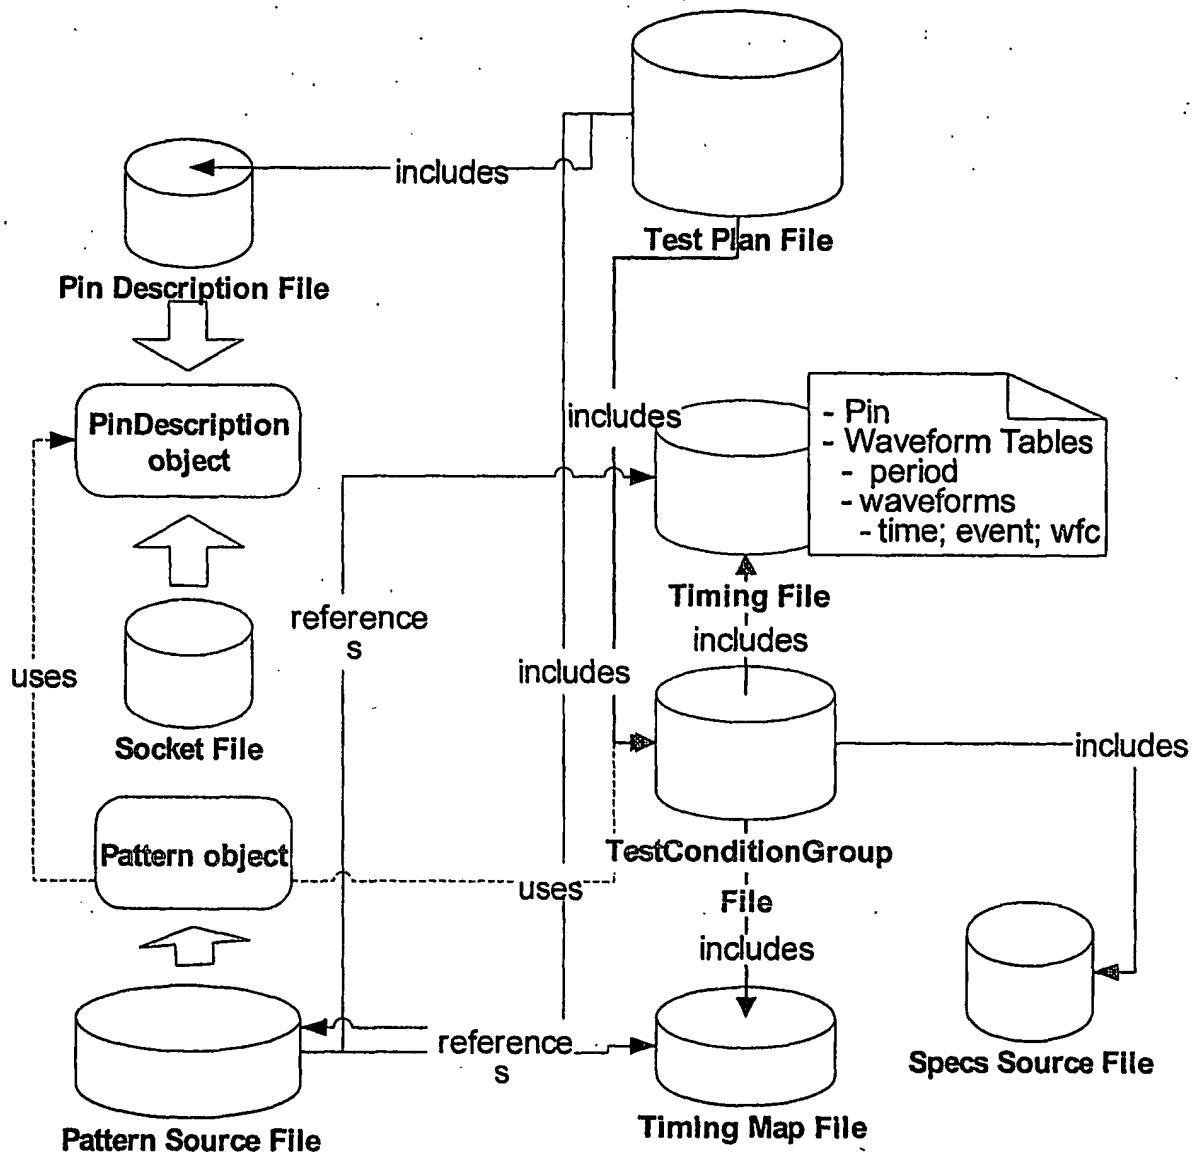 includes
Test Plan File
Pin Description File
PinDescription
object
includes
- Pin
- Waveform Tables
- period
- waveforms
- time; event; wfc
Timing File
includes
reference
s
uses
includes
Socket File
includes
Pattern object
TestConditionGroup
uses
File
includes
reference
s
Specs Source File
Timing Map File
Pattern Source File